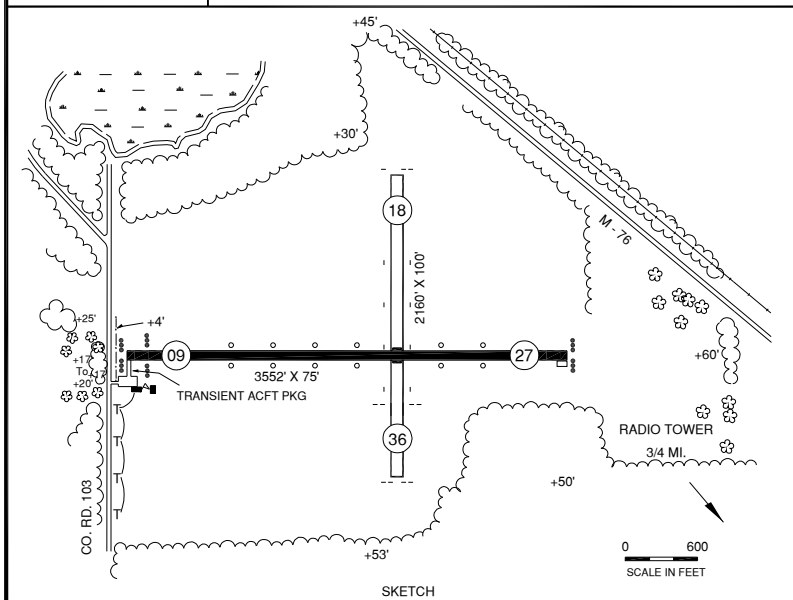 +45'
+30'
18
M - 76
2160' X 100'
+25'
+4'
09
27
+60'
+17'
To
+20'
3552' X 75'
TRANSIENT ACFT PKG
36
RADIO TOWER
3/4 MI.
CO. RD. 103
+50'
+53'
0 600
SCALE IN FEET
SKETCH